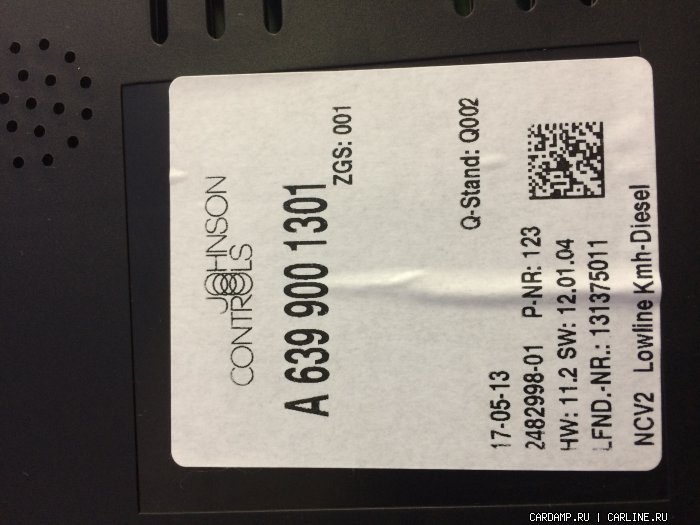 JOHNSON
CONTROLS
A 639 900 1301
ZGS: 001
Q-Stand: Q002
17-05-13
2482998-01 P-NR: 123
HW: 11.2 SW: 12.01.04
LFND.-NR.: 131375011
NCV2 Lowline Kmh-Diesel
CARDAMP.RU | CARLINE.RU